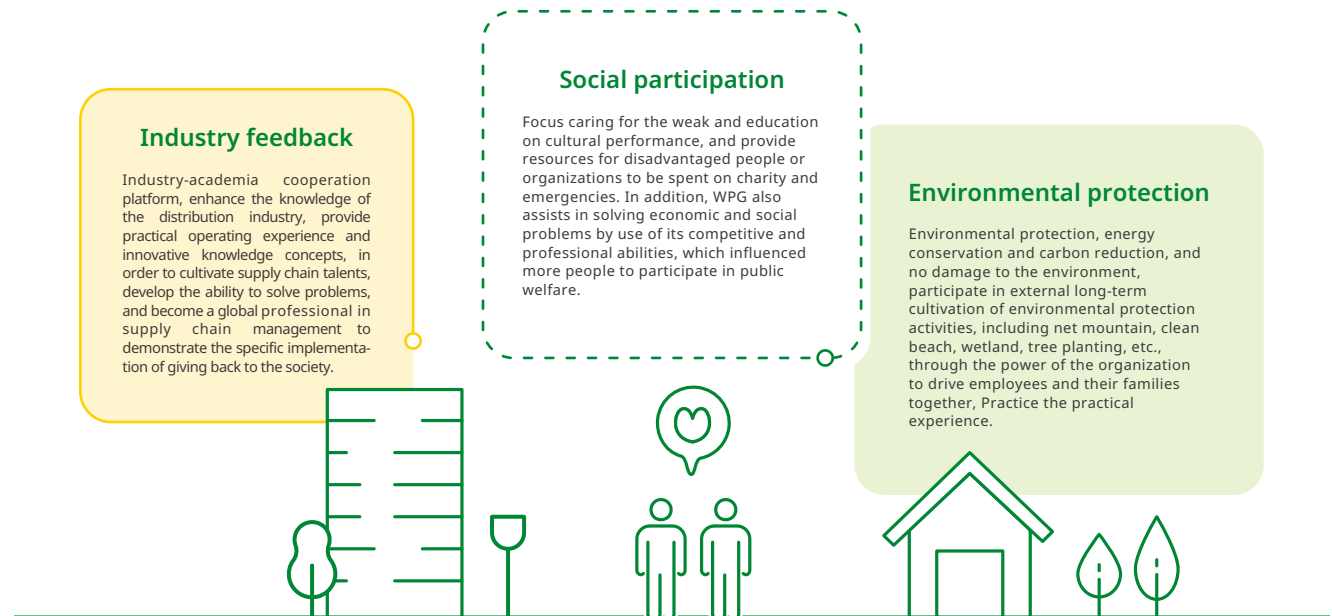 Industry feedback
Industry-academia cooperation
platform, enhance the knowledge of
the distribution industry, provide
practical operating experience and
innovative knowledge concepts, in
order to cultivate supply chain talents,
develop the ability to solve problems,
and become a global professional in
supply chain management to
demonstrate the specific implementa-
tion of giving back to the society.
Social participation
Focus caring for the weak and education
on cultural performance, and provide
resources for disadvantaged people or
organizations to be spent on charity and
emergencies. In addition, WPG also
assists in solving economic and social
problems by use of its competitive and
professional abilities, which influenced
more people to participate in public
welfare.
Environmental protection
Environmental protection, energy
conservation and carbon reduction, and
no damage to the environment,
participate in external long-term
cultivation of environmental protection
activities, including net mountain, clean
beach, wetland, tree planting, etc.,
through the power of the organization
to drive employees and their families
together, Practice the practical
experience.